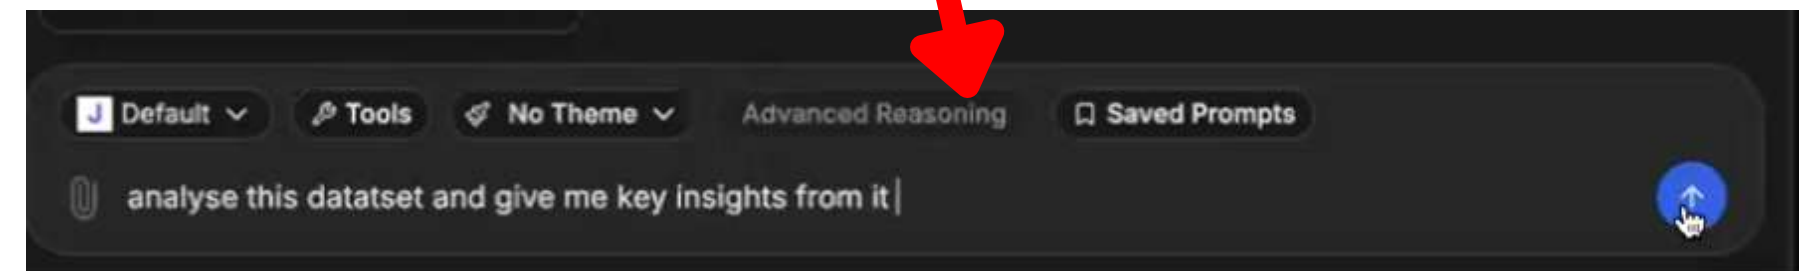 J Default Tools No Theme Advanced Reasoning Saved Prompts
analyse this datatset and give me key insights from it